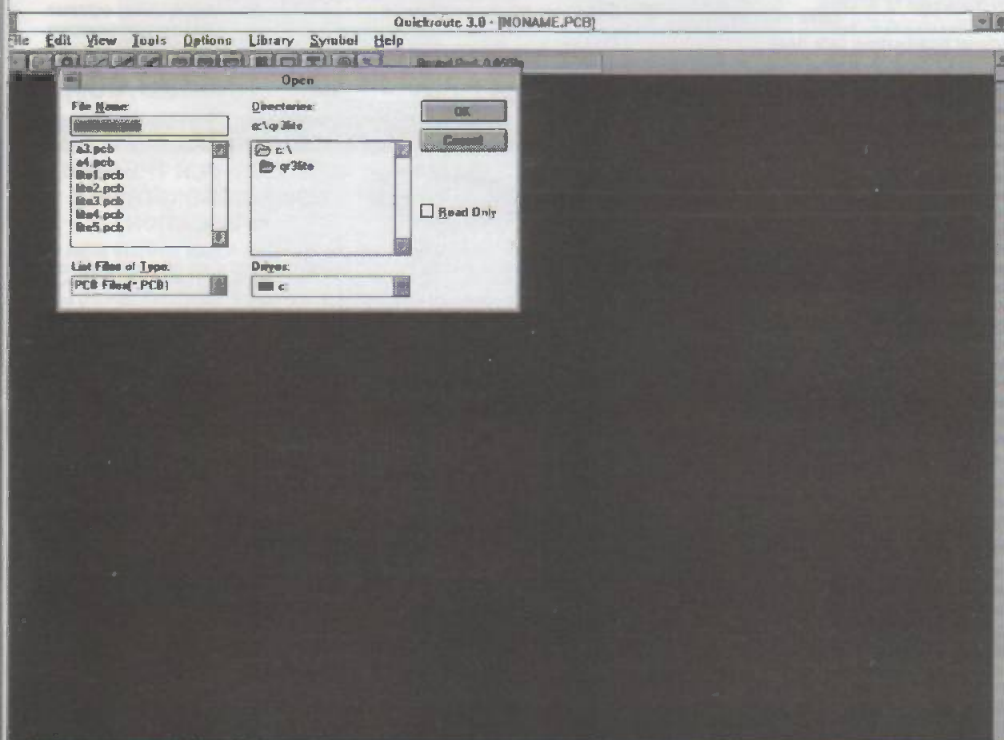 Quickroute 3.0 - [NONAME.PCB]
File Edit View Tools Options Library Symbol Help
Open
File Name:
Directories:
OK
c:\qr3lite
Cancel
a3.pcb
a4.pcb
lite1.pcb
lite2.pcb
lite3.pcb
lite4.pcb
lite5.pcb
c:\
qr3lite
Read Only
List Files of Type:
Drives:
PCB Files(*.PCB)
c: